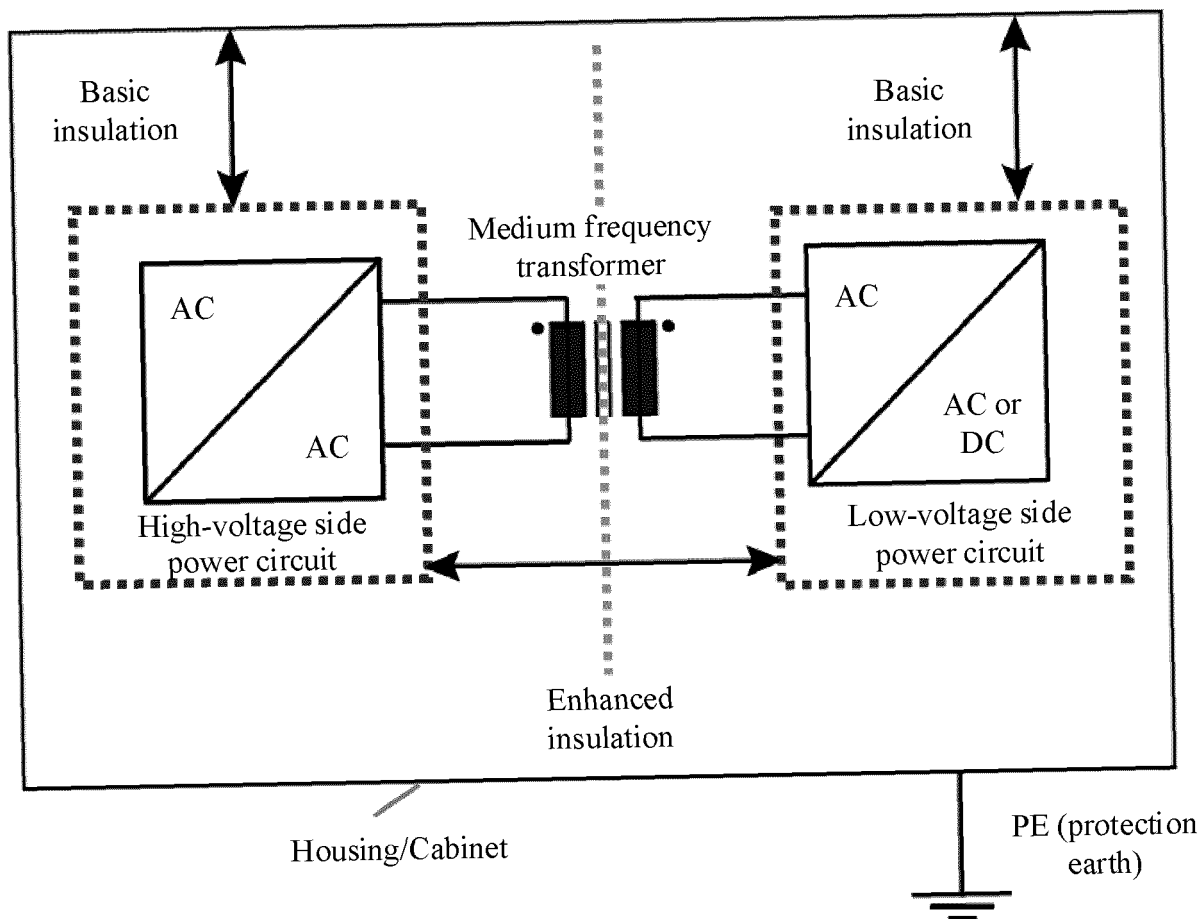 Basic
insulation
Basic
insulation
Medium frequency
transformer
AC
AC
AC
AC or
DC
High-voltage side
power circuit
Low-voltage side
power circuit
Enhanced
insulation
Housing/Cabinet
PE (protection
earth)